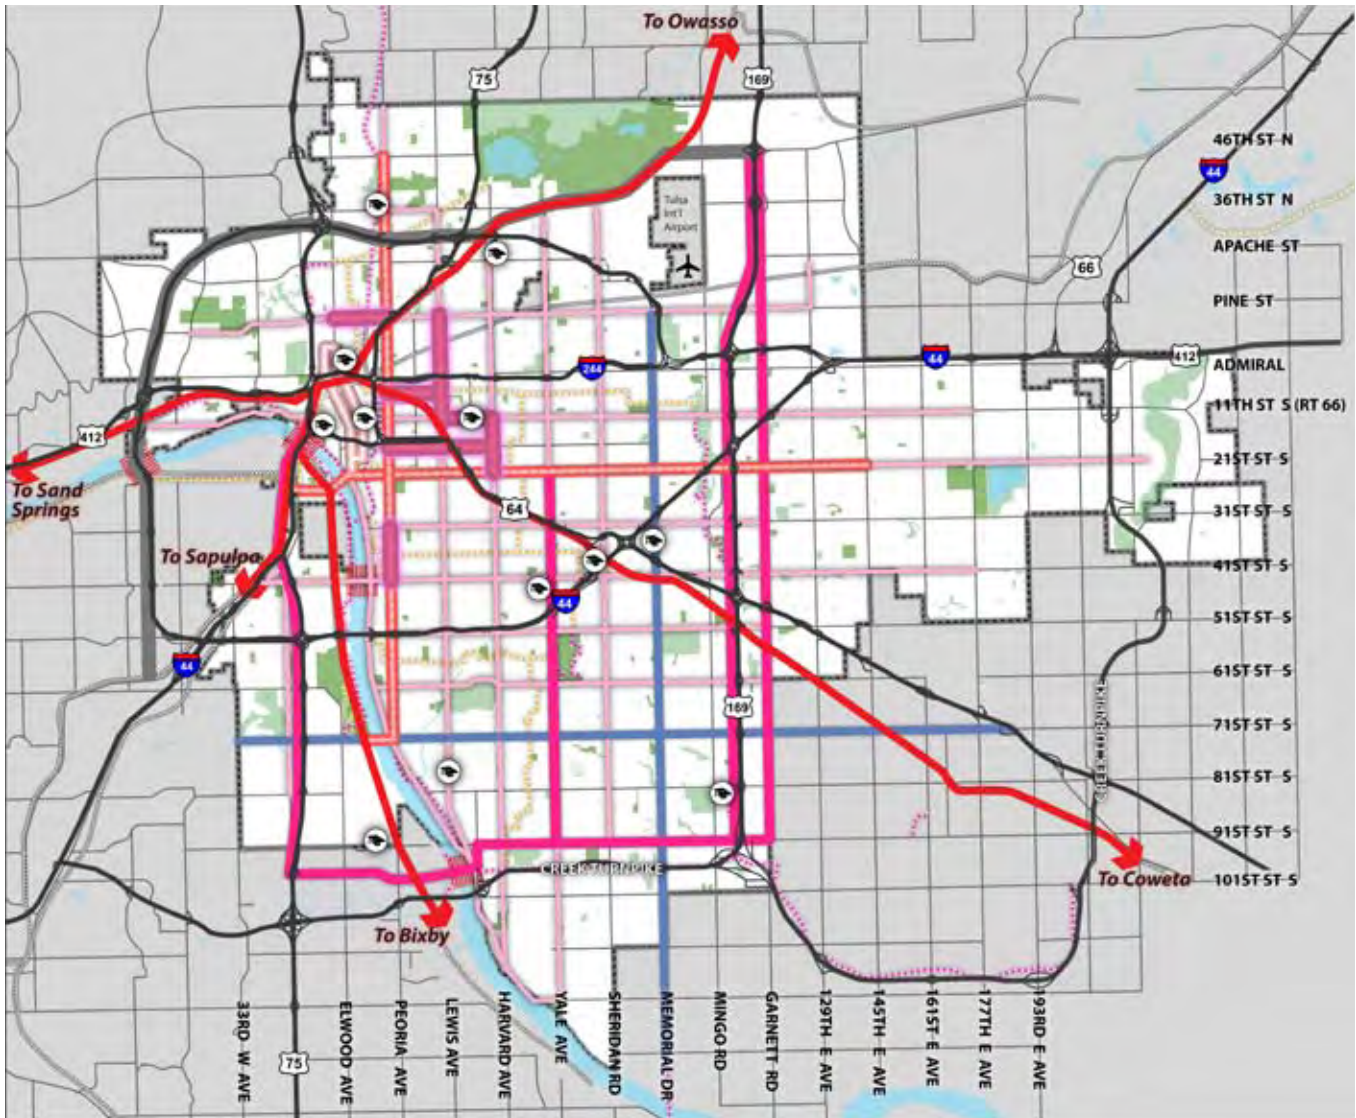 To Owasso
75
169
46TH ST N
44
36TH ST N
Tulsa
Int'l
Airport
APACHE ST
66
PINE ST
412
44
244
ADMIRAL
11TH ST S (RT 66)
412
21ST ST S
To Sand
Springs
64
31ST ST S
To Sapulpa
41ST ST S
44
51ST ST S
44
61ST ST S
169
71ST ST S
81ST ST S
91ST ST S
CREEK TURNPIKE
To Coweta
101ST ST S
To Bixby
33RD W AVE
ELWOOD AVE
PEORIA AVE
LEWIS AVE
HARVARD AVE
YALE AVE
SHERIDAN RD
MEMORIAL DR
MINGO RD
GARNETT RD
129TH E AVE
145TH E AVE
161ST E AVE
177TH E AVE
193RD E AVE
75